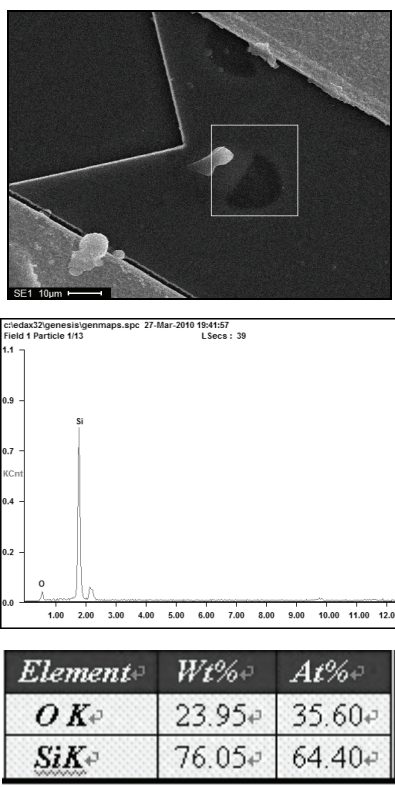 SE1 10µm
c:\edax32\genesis\genmaps.spc 27-Mar-2010 19:41:57
Field 1 Particle 1/13 LSecs : 39
1.1
0.9
Si
0.7
KCnt
0.4
0.2
O
0.0
1.00 2.00 3.00 4.00 5.00 6.00 7.00 8.00 9.00 10.00 11.00 12.0
Element Wt% At%
O K 23.95 35.60
SiK 76.05 64.40